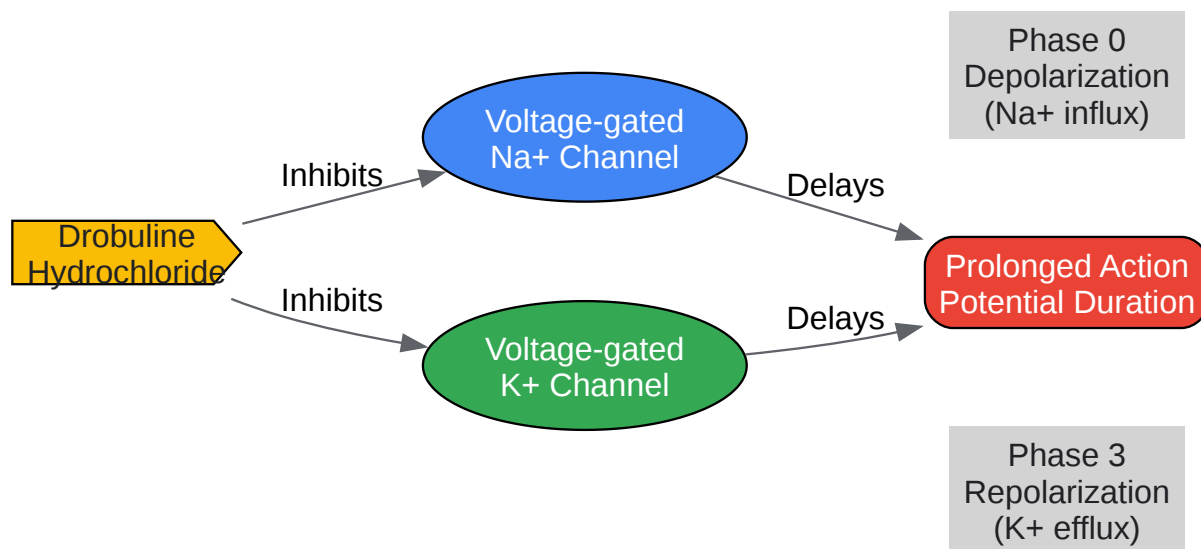 Drobuline
Hydrochloride
Inhibits
Inhibits
Voltage-gated
Na+ Channel
Voltage-gated
K+ Channel
Delays
Delays
Phase 0
Depolarization
(Na+ influx)
Prolonged Action
Potential Duration
Phase 3
Repolarization
(K+ efflux)